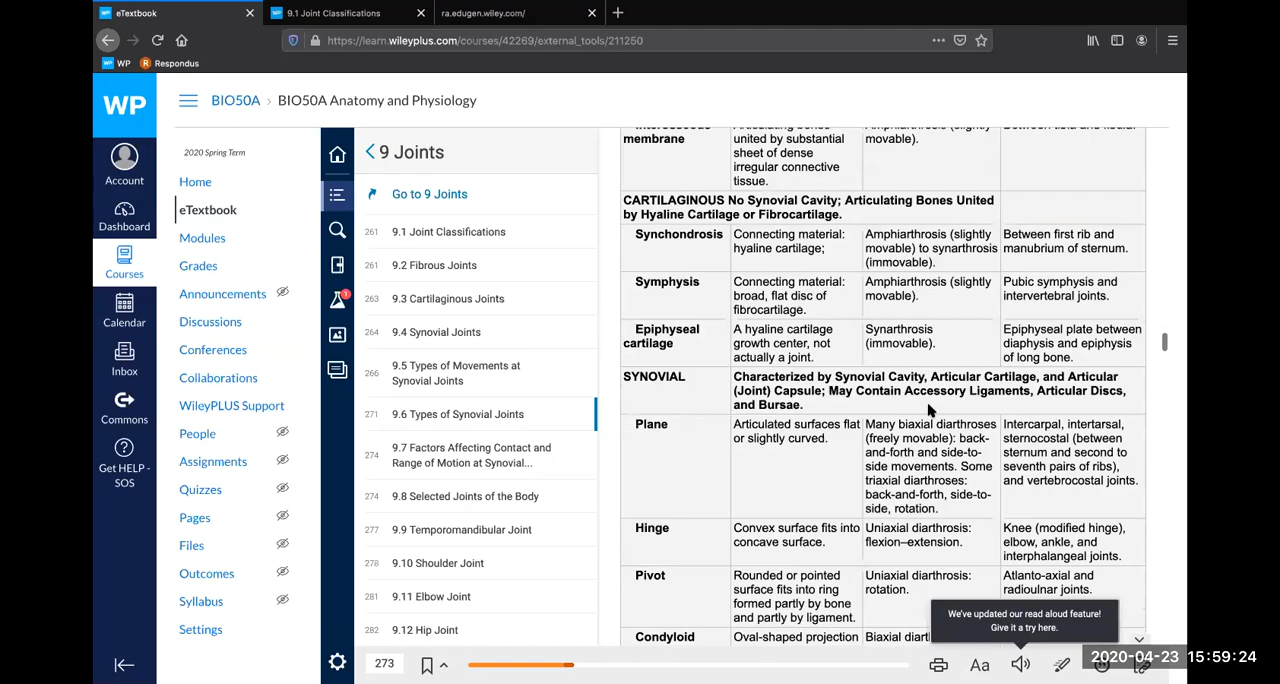 WP eTextbook
WP 9.1 Joint Classifications
ra.edugen.wiley.com/
https://learn.wileyplus.com/courses/42269/external_tools/211250
WP WP
R Respondus
WP
BIO50A > BIO50A Anatomy and Physiology
Account
Dashboard
Courses
Calendar
Inbox
Commons
Get HELP -
SOS
2020 Spring Term
Home
eTextbook
Modules
Grades
Announcements
Discussions
Conferences
Collaborations
WileyPLUS Support
People
Assignments
Quizzes
Pages
Files
Outcomes
Syllabus
Settings
1
9 Joints
Go to 9 Joints
261 9.1 Joint Classifications
261 9.2 Fibrous Joints
263 9.3 Cartilaginous Joints
264 9.4 Synovial Joints
266 9.5 Types of Movements at
Synovial Joints
271 9.6 Types of Synovial Joints
274 9.7 Factors Affecting Contact and
Range of Motion at Synovial...
274 9.8 Selected Joints of the Body
277 9.9 Temporomandibular Joint
278 9.10 Shoulder Joint
281 9.11 Elbow Joint
282 9.12 Hip Joint
Interosseous
membrane
Articulating bones
united by substantial
sheet of dense
irregular connective
tissue.
Amphiarthrosis (slightly
movable).
Between tibia and fibula.
CARTILAGINOUS No Synovial Cavity; Articulating Bones United
by Hyaline Cartilage or Fibrocartilage.
Synchondrosis
Connecting material:
hyaline cartilage;
Amphiarthrosis (slightly
movable) to synarthrosis
(immovable).
Between first rib and
manubrium of sternum.
Symphysis
Connecting material:
broad, flat disc of
fibrocartilage.
Amphiarthrosis (slightly
movable).
Pubic symphysis and
intervertebral joints.
Epiphyseal
cartilage
A hyaline cartilage
growth center, not
actually a joint.
Synarthrosis
(immovable).
Epiphyseal plate between
diaphysis and epiphysis
of long bone.
SYNOVIAL
Characterized by Synovial Cavity, Articular Cartilage, and Articular
(Joint) Capsule; May Contain Accessory Ligaments, Articular Discs,
and Bursae.
Plane
Articulated surfaces flat
or slightly curved.
Many biaxial diarthroses
(freely movable): back-
and-forth and side-to-
side movements. Some
triaxial diarthroses:
back-and-forth, side-to-
side, rotation.
Intercarpal, intertarsal,
sternocostal (between
sternum and second to
seventh pairs of ribs),
and vertebrocostal joints.
Hinge
Convex surface fits into
concave surface.
Uniaxial diarthrosis:
flexion–extension.
Knee (modified hinge),
elbow, ankle, and
interphalangeal joints.
Pivot
Rounded or pointed
surface fits into ring
formed partly by bone
and partly by ligament.
Uniaxial diarthrosis:
rotation.
Atlanto-axial and
radioulnar joints.
Condyloid
Oval-shaped projection
Biaxial diart
We've updated our read aloud feature!
Give it a try here.
273
Aa
2020-04-23 15:59:24